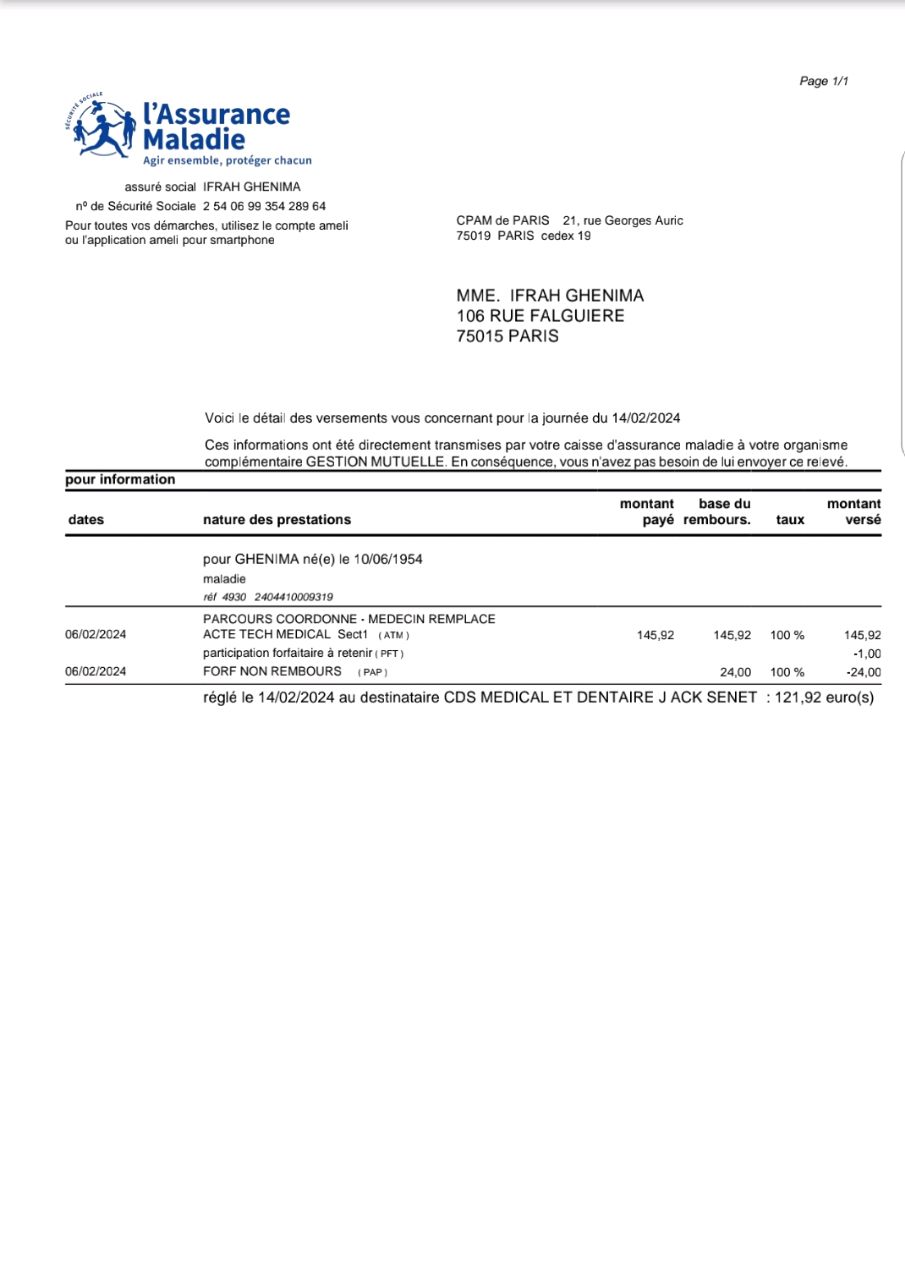 Page 1/1
SÉCURITÉ SOCIALE
l'Assurance
Maladie
Agir ensemble, protéger chacun
assuré social IFRAH GHENIMA
nº de Sécurité Sociale 2 54 06 99 354 289 64
Pour toutes vos démarches, utilisez le compte ameli
ou l'application ameli pour smartphone
CPAM de PARIS 21, rue Georges Auric
75019 PARIS cedex 19
MME. IFRAH GHENIMA
106 RUE FALGUIERE
75015 PARIS
Voici le détail des versements vous concernant pour la journée du 14/02/2024
Ces informations ont été directement transmises par votre caisse d'assurance maladie à votre organisme
complémentaire GESTION MUTUELLE. En conséquence, vous n'avez pas besoin de lui envoyer ce relevé.
pour information
dates nature des prestations montant payé base du rembours. taux montant versé
pour GHENIMA né(e) le 10/06/1954
maladie
réf 4930 2404410009319
PARCOURS COORDONNE - MEDECIN REMPLACE
06/02/2024 ACTE TECH MEDICAL Sect1 ( ATM ) 145,92 145,92 100 % 145,92
participation forfaitaire à retenir ( PFT ) -1,00
06/02/2024 FORF NON REMBOURS ( PAP ) 24,00 100 % -24,00
réglé le 14/02/2024 au destinataire CDS MEDICAL ET DENTAIRE J ACK SENET : 121,92 euro(s)